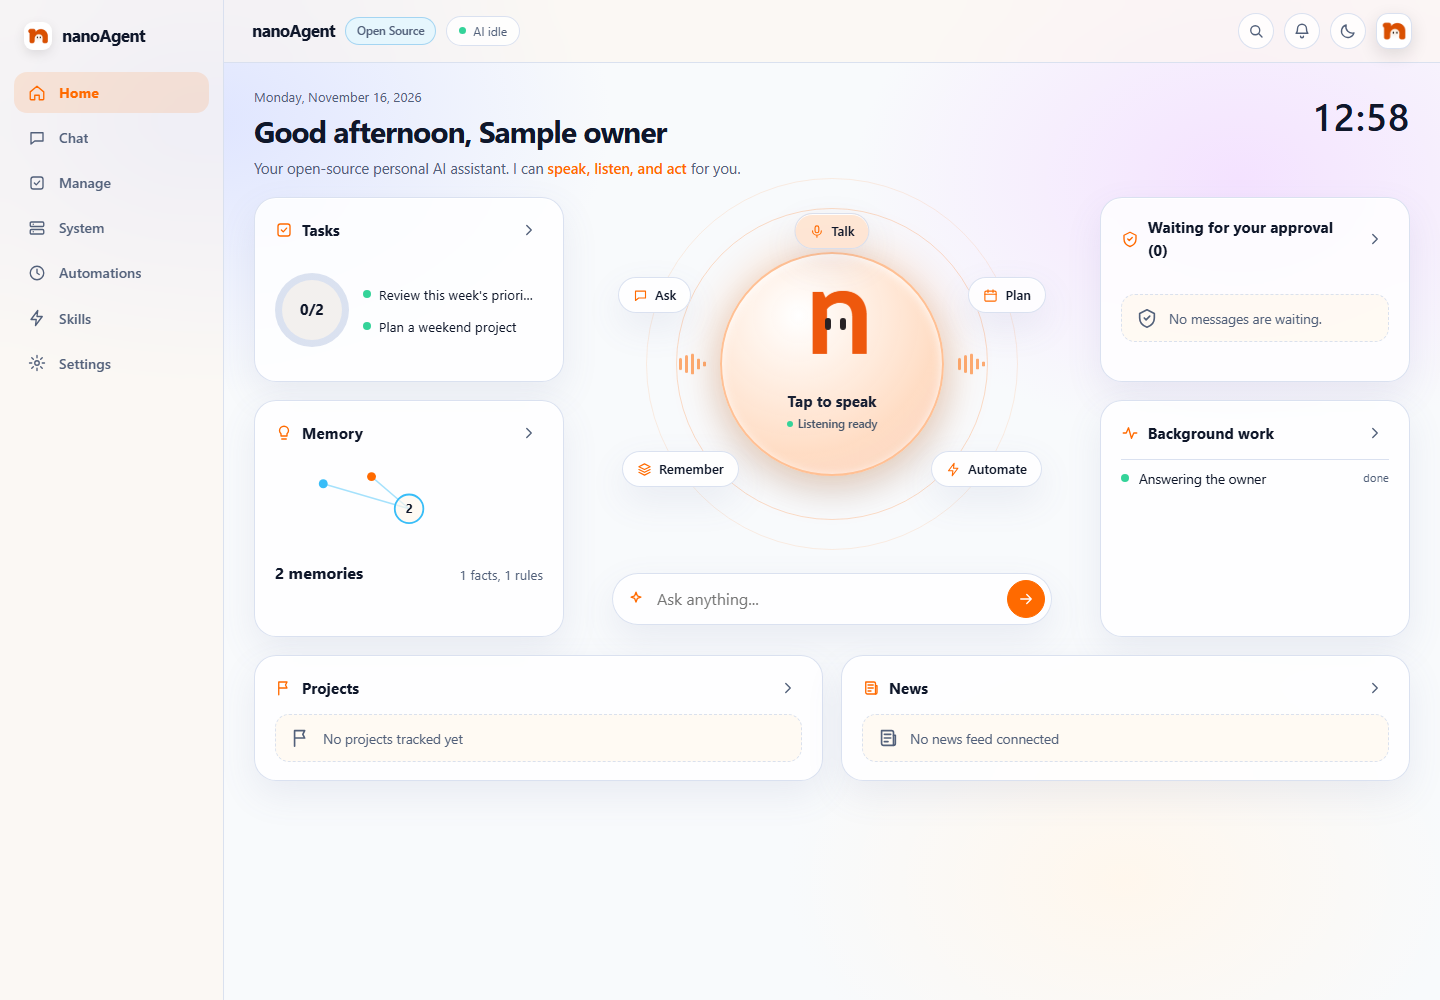 nanoAgent
Home
Chat
Manage
System
Automations
Skills
Settings
nanoAgent
Open Source
AI idle
Monday, November 16, 2026
Good afternoon, Sample owner
Your open-source personal AI assistant. I can speak, listen, and act for you.
12:58
Tasks
0/2
Review this week's priori...
Plan a weekend project
Memory
2
2 memories
1 facts, 1 rules
Talk
Ask
Plan
n
Tap to speak
Listening ready
Remember
Automate
Ask anything...
Waiting for your approval
(0)
No messages are waiting.
Background work
Answering the owner
done
Projects
No projects tracked yet
News
No news feed connected